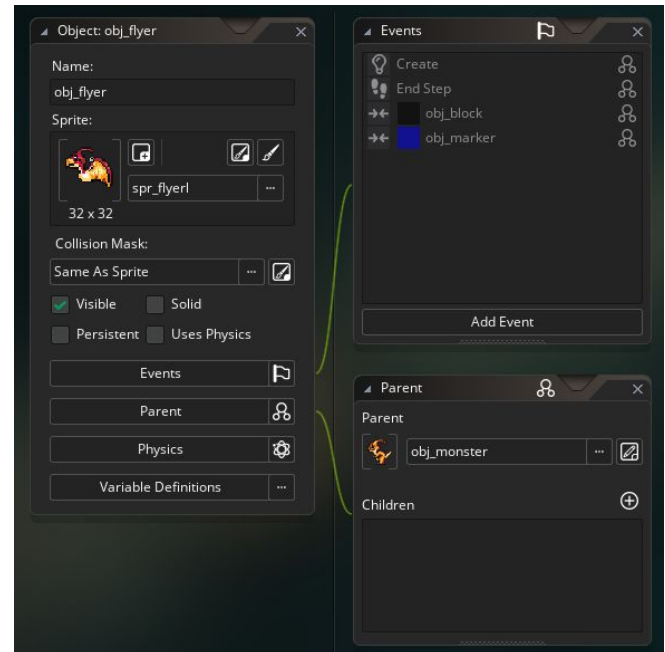 Object: obj_flyer
Name:
obj_flyer
Sprite:
spr_flyerl
32 x 32
Collision Mask:
Same As Sprite
Visible
Solid
Persistent
Uses Physics
Events
Parent
Physics
Variable Definitions
Events
Create
End Step
obj_block
obj_marker
Add Event
Parent
Parent
obj_monster
Children